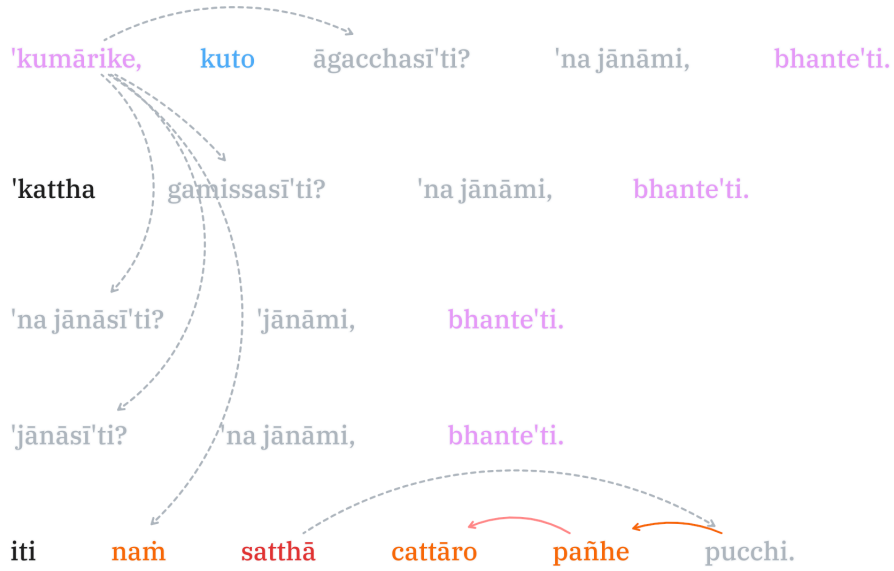 'kumārike, kuto āgacchasī'ti? 'na jānāmi, bhante'ti.
'kattha gamissasī'ti? 'na jānāmi, bhante'ti.
'na jānāsī'ti? 'jānāmi, bhante'ti.
'jānāsī'ti? 'na jānāmi, bhante'ti.
iti naṁ satthā cattāro pañhe pucchi.